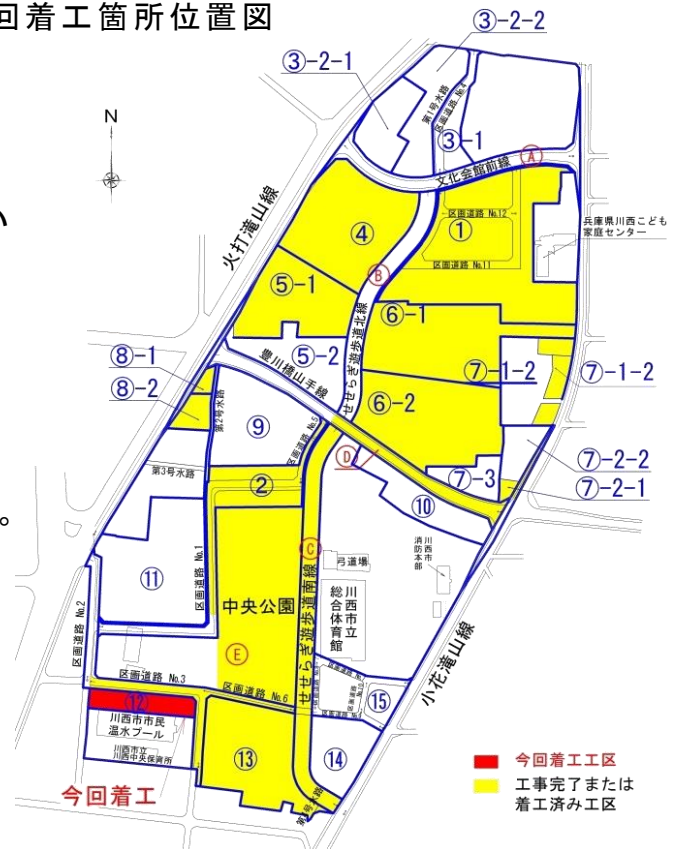 回着工箇所位置図
③-2-2
③-2-1
N
第1号水路
区画道路 No.4
③-1
文化会館前線
A
火打滝山線
い
区画道路 No.12
①
兵庫県川西こども
家庭センター
④
区画道路 No.11
B
⑤-1
せせらぎ遊歩道北線
⑥-1
⑧-1
⑤-2
豊川橋山手線
⑦-1-2
⑦-1-2
⑧-2
第2号水路
⑨
区画道路 No.5
⑥-2
D
⑦-2-2
第3号水路
⑦-3
②
⑦-2-1
⑩
。
川西市
消防本部
C
弓道場
⑪
区画道路 No.1
中央公園
せせらぎ遊歩道南線
川西市立
総合体育館
区画道路 No.2
小花滝山線
E
区画道路 No.3
区画道路 No.6
⑮
⑫
川西市市民
温水プール
川西市立
川西中央保育所
⑬
⑭
今回着工
今回着工工区
工事完了または
着工済み工区